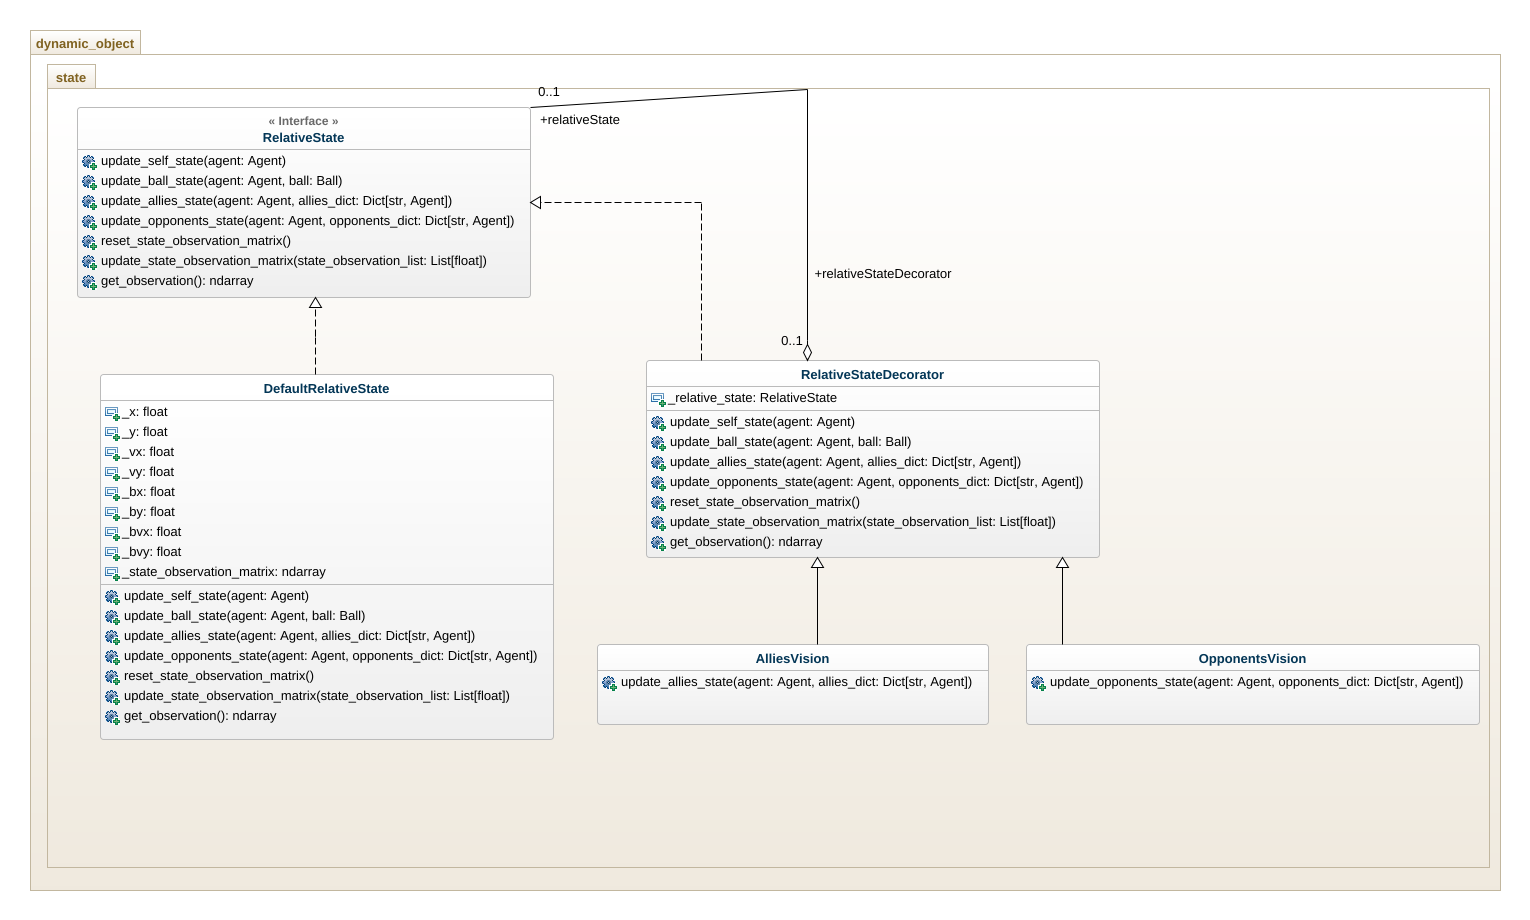 dynamic_object
state
0..1
+relativeState
« Interface »
RelativeState
update_self_state(agent: Agent)
update_ball_state(agent: Agent, ball: Ball)
update_allies_state(agent: Agent, allies_dict: Dict[str, Agent])
update_opponents_state(agent: Agent, opponents_dict: Dict[str, Agent])
reset_state_observation_matrix()
update_state_observation_matrix(state_observation_list: List[float])
get_observation(): ndarray
+relativeStateDecorator
0..1
DefaultRelativeState
_x: float
_y: float
_vx: float
_vy: float
_bx: float
_by: float
_bvx: float
_bvy: float
_state_observation_matrix: ndarray
update_self_state(agent: Agent)
update_ball_state(agent: Agent, ball: Ball)
update_allies_state(agent: Agent, allies_dict: Dict[str, Agent])
update_opponents_state(agent: Agent, opponents_dict: Dict[str, Agent])
reset_state_observation_matrix()
update_state_observation_matrix(state_observation_list: List[float])
get_observation(): ndarray
RelativeStateDecorator
_relative_state: RelativeState
update_self_state(agent: Agent)
update_ball_state(agent: Agent, ball: Ball)
update_allies_state(agent: Agent, allies_dict: Dict[str, Agent])
update_opponents_state(agent: Agent, opponents_dict: Dict[str, Agent])
reset_state_observation_matrix()
update_state_observation_matrix(state_observation_list: List[float])
get_observation(): ndarray
AlliesVision
update_allies_state(agent: Agent, allies_dict: Dict[str, Agent])
OpponentsVision
update_opponents_state(agent: Agent, opponents_dict: Dict[str, Agent])